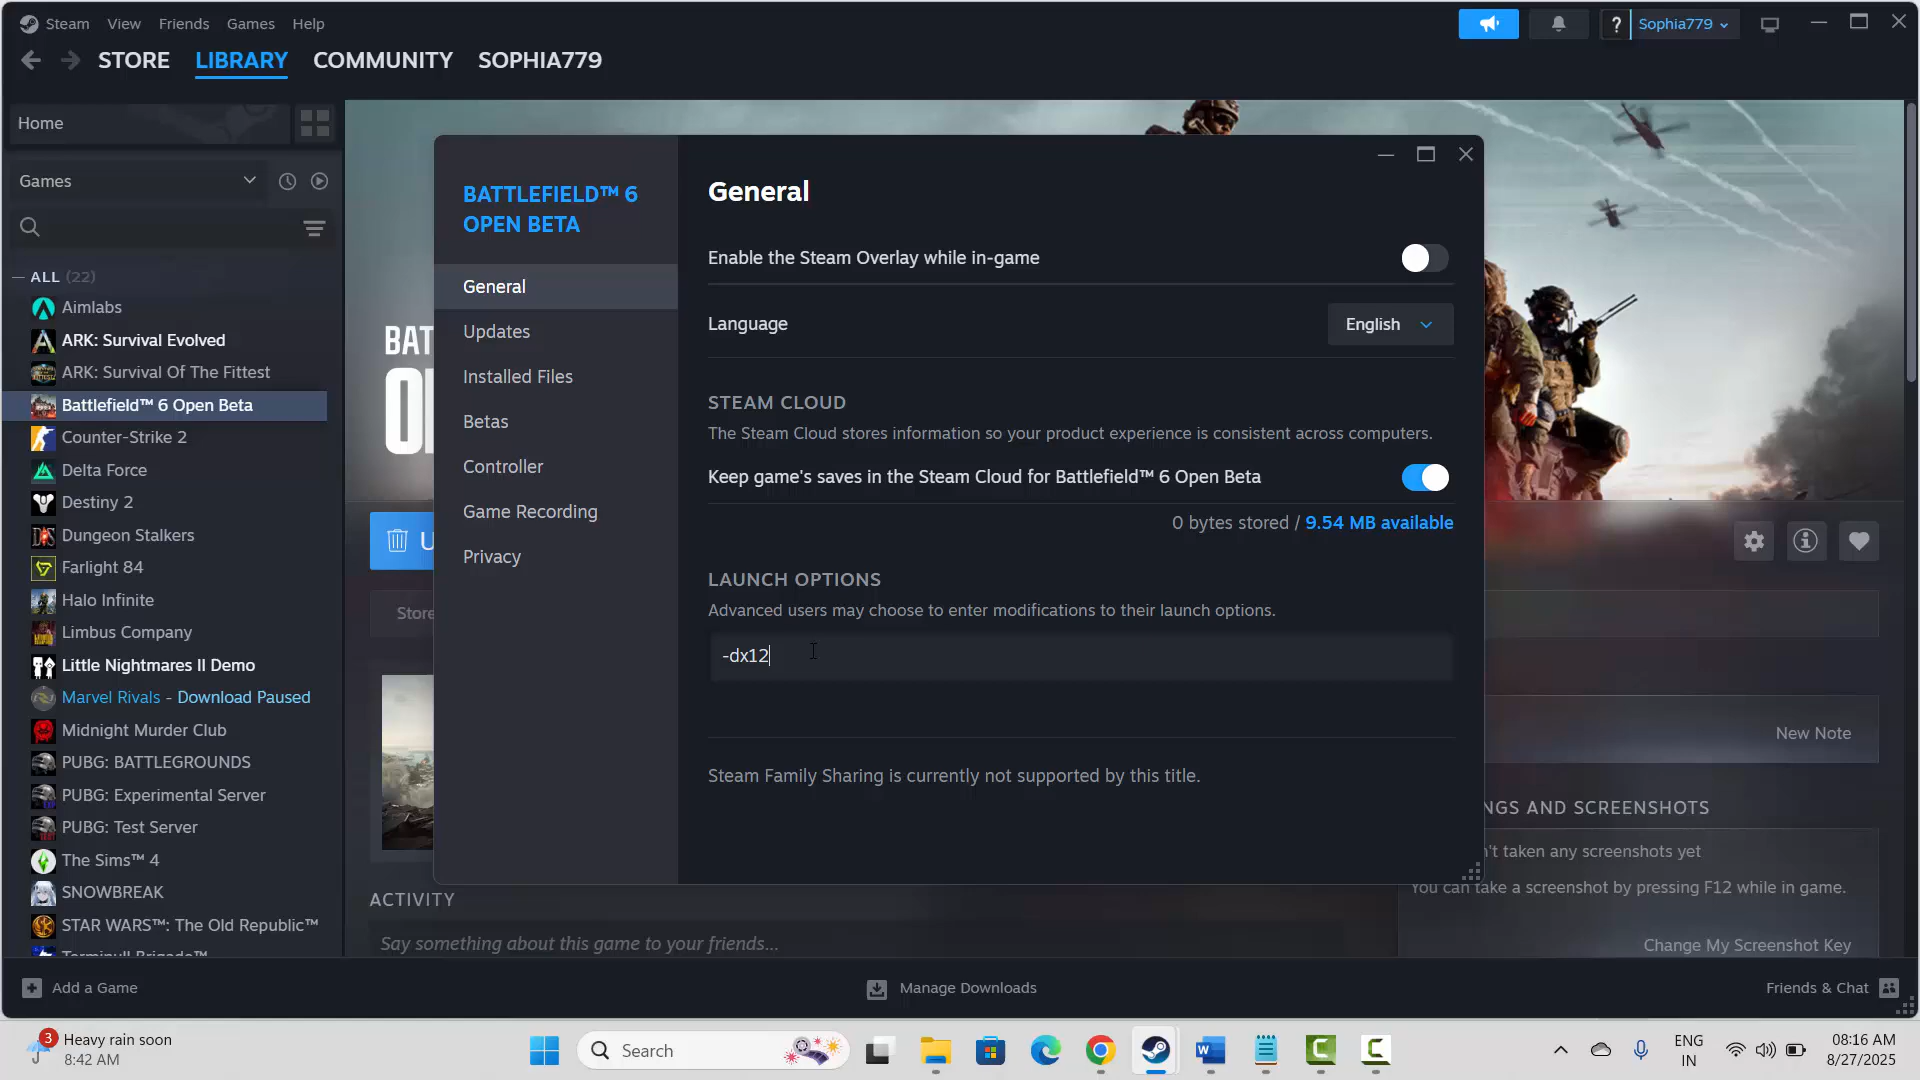 Steam View Friends Games Help
? Sophia779
STORE LIBRARY COMMUNITY SOPHIA779
Home
Games
— ALL (22)
Aimlabs
ARK: Survival Evolved
ARK: Survival Of The Fittest
Battlefield™ 6 Open Beta
Counter-Strike 2
Delta Force
Destiny 2
Dungeon Stalkers
Farlight 84
Halo Infinite
Limbus Company
Little Nightmares II Demo
Marvel Rivals - Download Paused
Midnight Murder Club
PUBG: BATTLEGROUNDS
PUBG: Experimental Server
PUBG: Test Server
The Sims™ 4
SNOWBREAK
STAR WARS™: The Old Republic™
BAT
U
Store
BATTLEFIELD™ 6
OPEN BETA
General
Updates
Installed Files
Betas
Controller
Game Recording
Privacy
General
Enable the Steam Overlay while in-game
Language English
STEAM CLOUD
The Steam Cloud stores information so your product experience is consistent across computers.
Keep game's saves in the Steam Cloud for Battlefield™ 6 Open Beta
0 bytes stored / 9.54 MB available
LAUNCH OPTIONS
Advanced users may choose to enter modifications to their launch options.
-dx12
Steam Family Sharing is currently not supported by this title.
New Note
NGS AND SCREENSHOTS
't taken any screenshots yet
You can take a screenshot by pressing F12 while in game.
Change My Screenshot Key
ACTIVITY
Say something about this game to your friends...
Add a Game
Manage Downloads
Friends & Chat
3 Heavy rain soon
8:42 AM
Search
ENG
IN
08:16 AM
8/27/2025